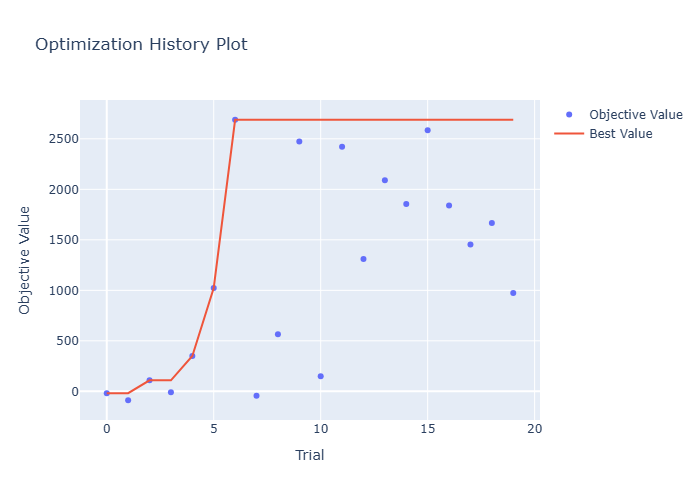 Optimization History Plot
Objective Value
Best Value
2500
2000
1500
1000
500
0
Objective Value
0 5 10 15 20
Trial